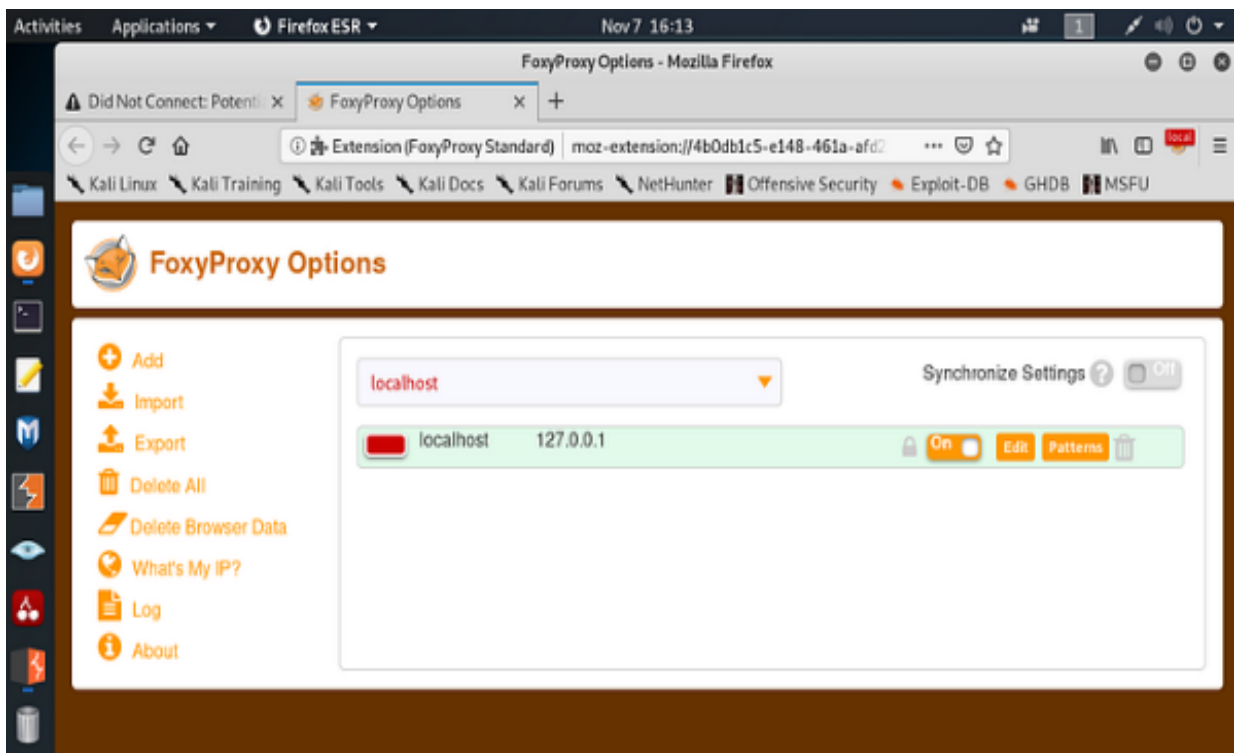 Activities Applications Firefox ESR Nov 7 16:13 1
FoxyProxy Options - Mozilla Firefox
Did Not Connect: Potenti FoxyProxy Options
Extension (FoxyProxy Standard) moz-extension://4b0db1c5-e148-461a-afd2 local
Kali Linux Kali Training Kali Tools Kali Docs Kali Forums NetHunter Offensive Security Exploit-DB GHDB MSFU
FoxyProxy Options
Add
Import
Export
Delete All
Delete Browser Data
What's My IP?
Log
About
localhost Synchronize Settings ? Off
localhost 127.0.0.1 On Edit Patterns